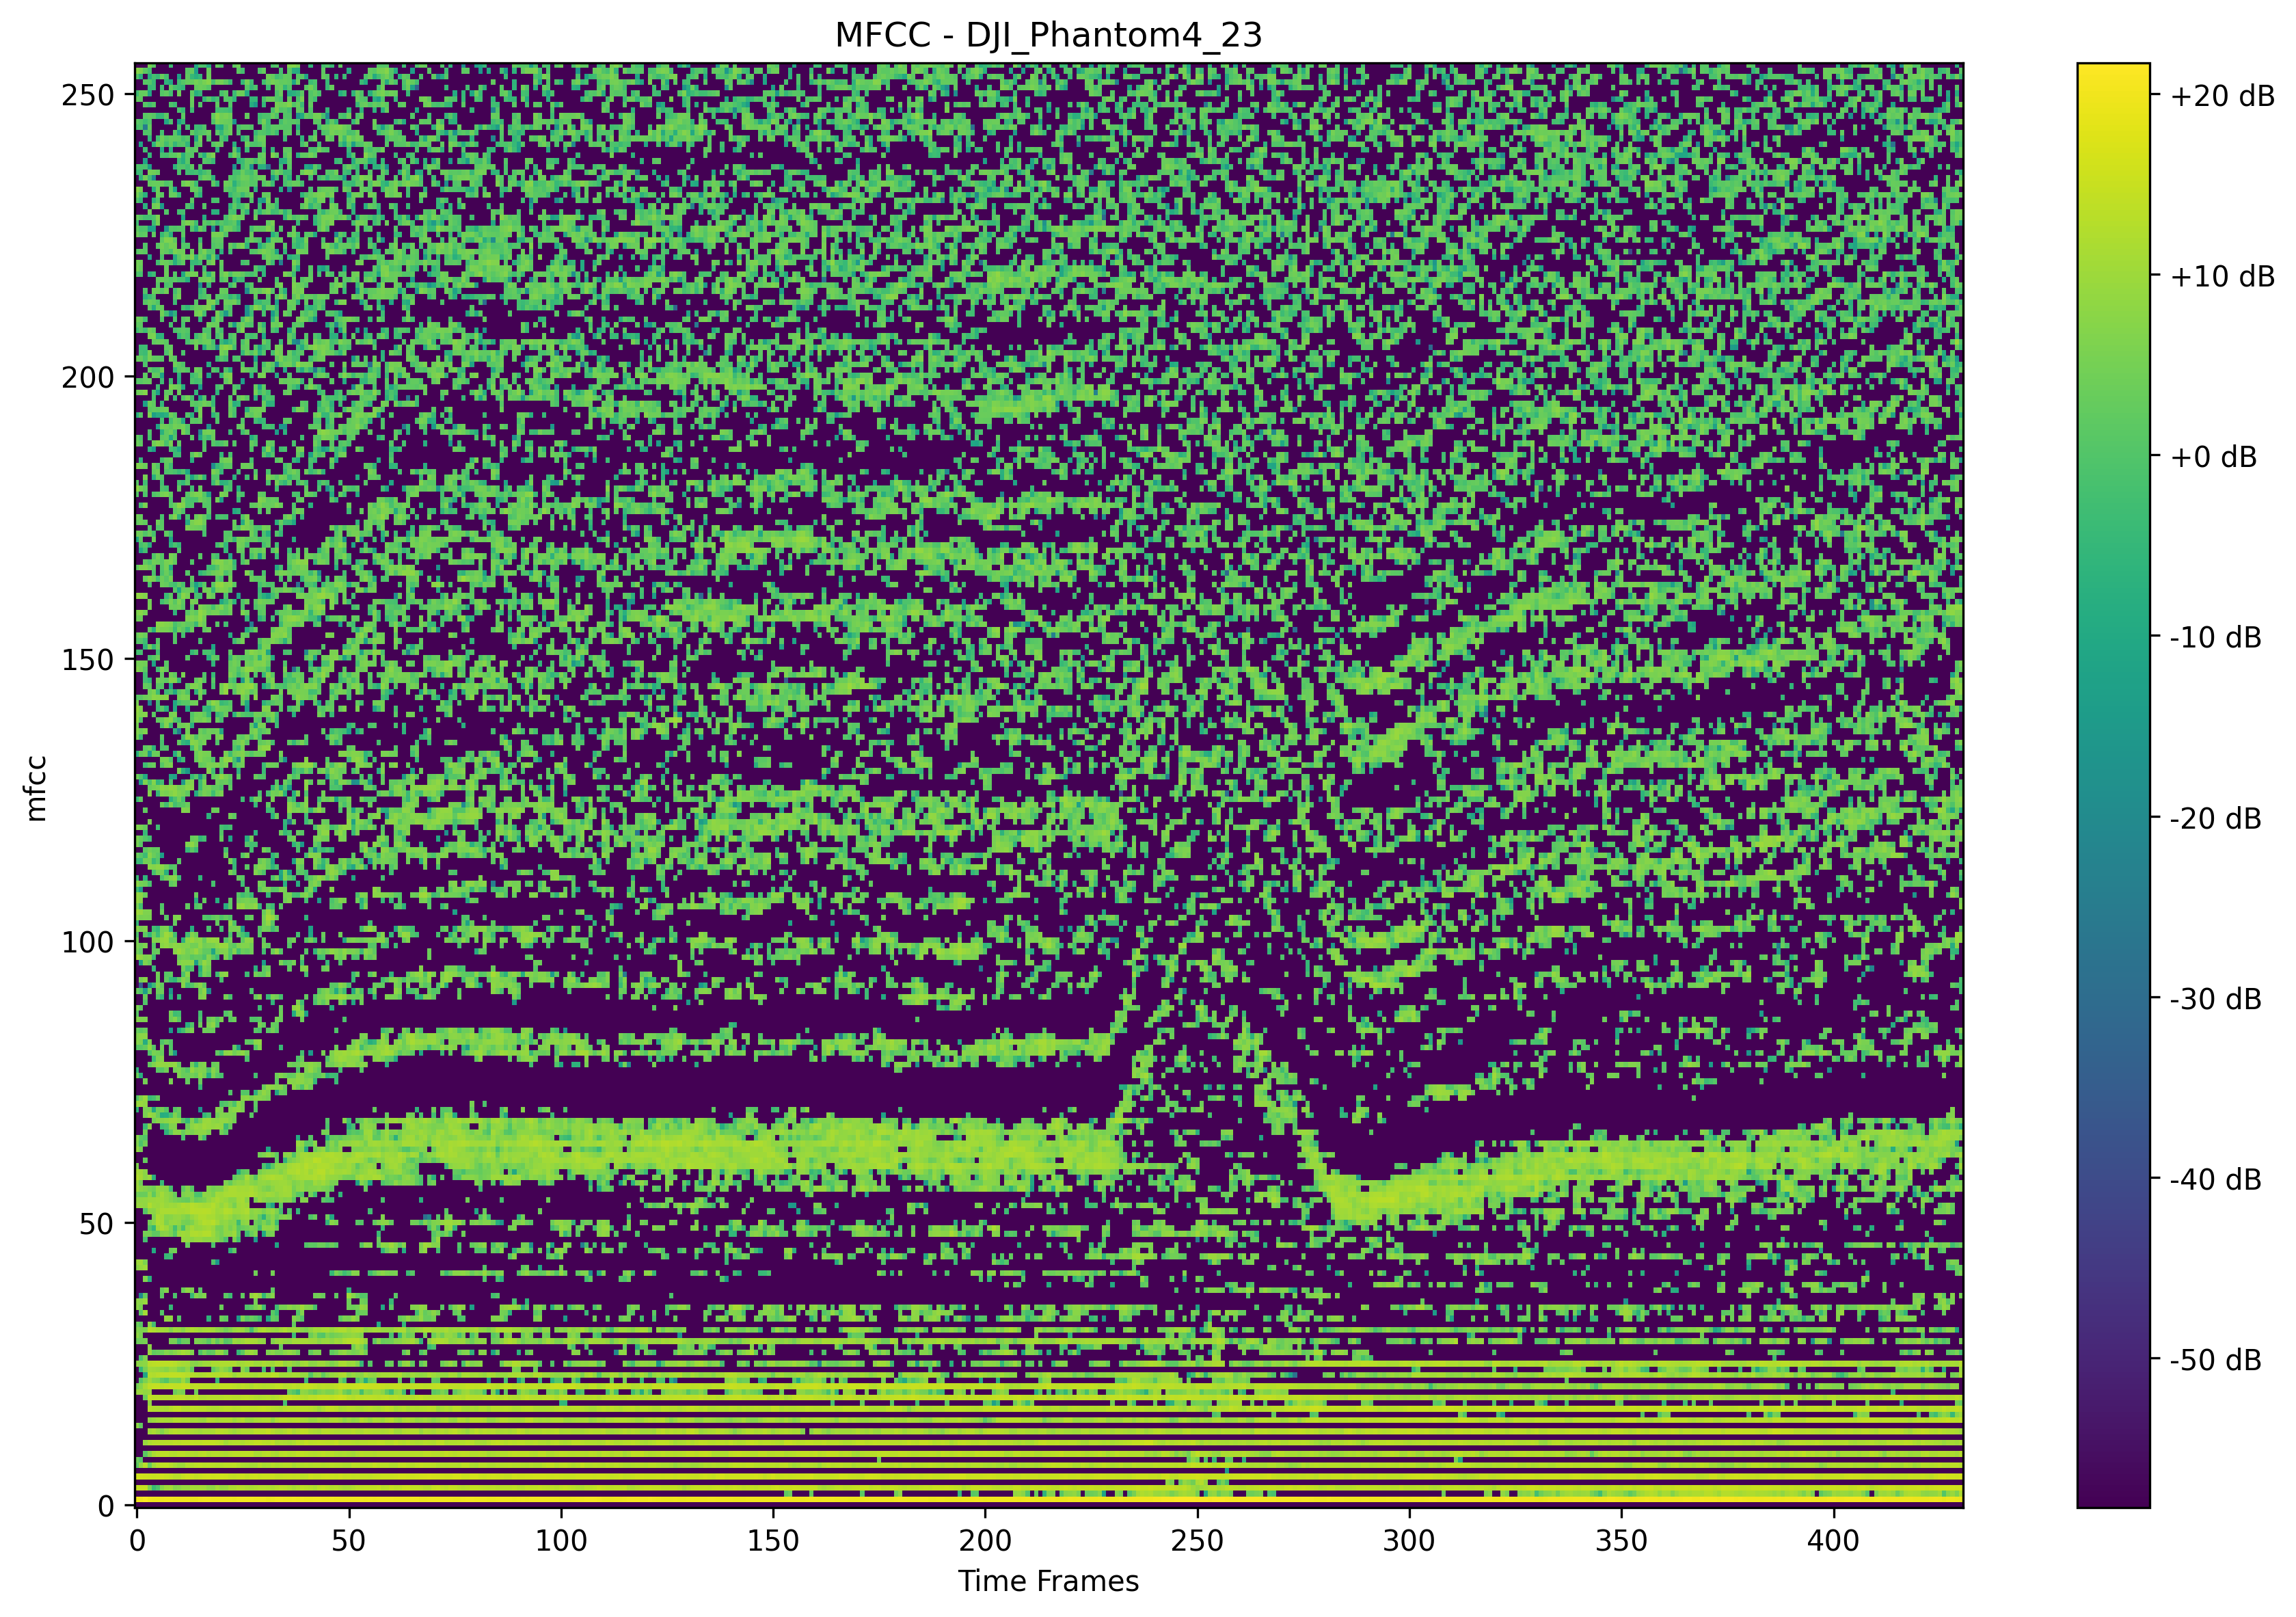 MFCC - DJI_Phantom4_23
250
200
150
100
50
0
mfcc
0
50
100
150
200
250
300
350
400
Time Frames
+20 dB
+10 dB
+0 dB
-10 dB
-20 dB
-30 dB
-40 dB
-50 dB